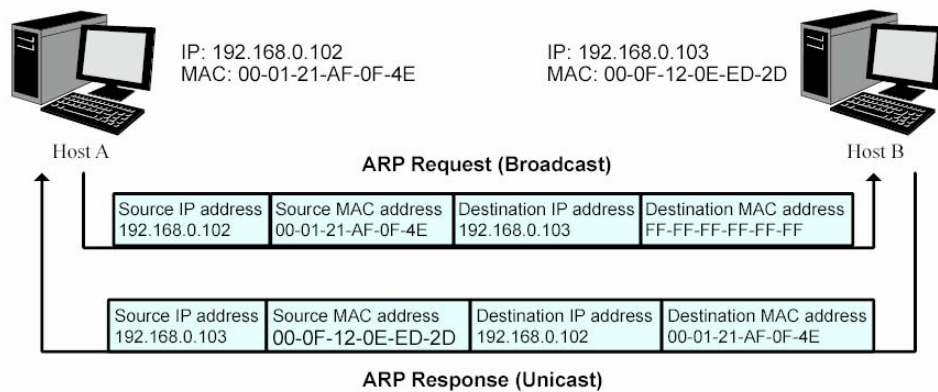 IP: 192.168.0.102
MAC: 00-01-21-AF-0F-4E
IP: 192.168.0.103
MAC: 00-0F-12-0E-ED-2D
Host A
Host B
ARP Request (Broadcast)
Source IP address
192.168.0.102
Source MAC address
00-01-21-AF-0F-4E
Destination IP address
192.168.0.103
Destination MAC address
FF-FF-FF-FF-FF-FF
Source IP address
192.168.0.103
Source MAC address
00-0F-12-0E-ED-2D
Destination IP address
192.168.0.102
Destination MAC address
00-01-21-AF-0F-4E
ARP Response (Unicast)